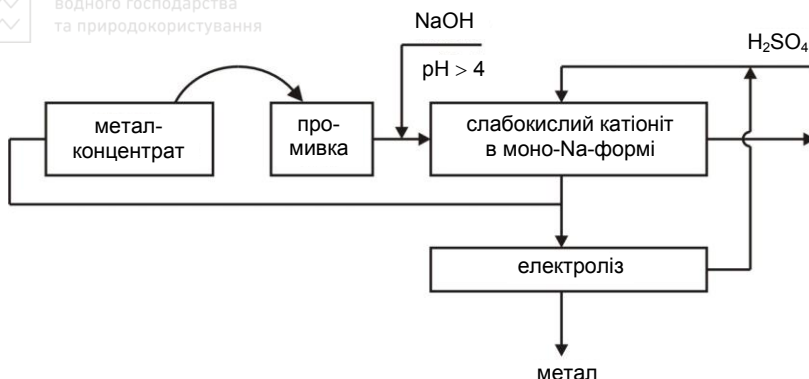 водного господарства
та природокористування
NaOH
H₂SO₄
pH > 4
метал-
концентрат
про-
мивка
слабокислий катіоніт
в моно-Na-формі
електроліз
метал